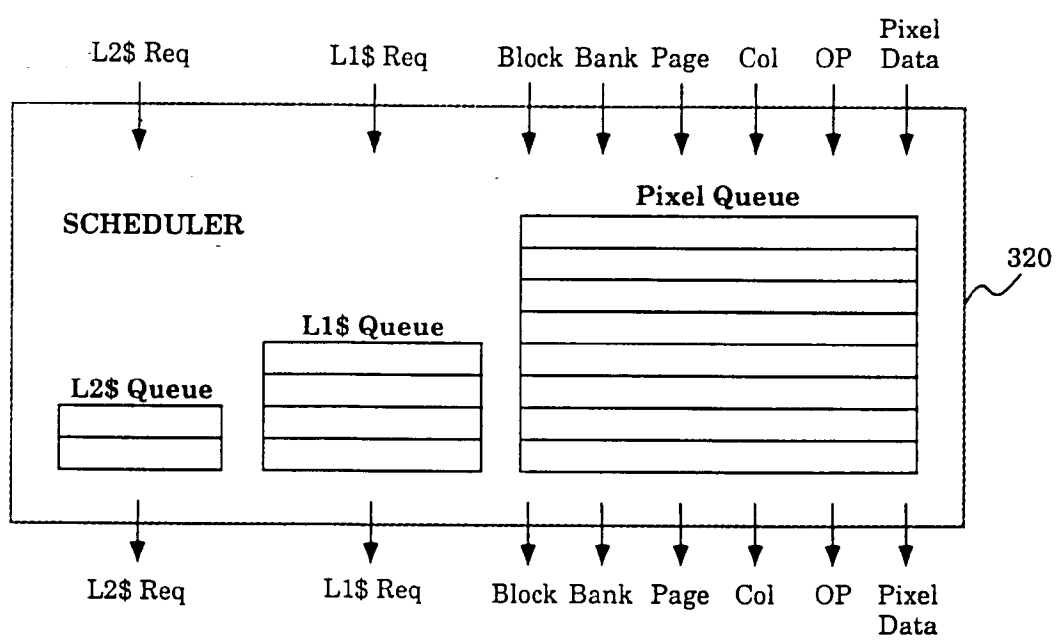 L2$ Req L1$ Req Block Bank Page Col OP Pixel Data
SCHEDULER
Pixel Queue
320
L1$ Queue
L2$ Queue
L2$ Req L1$ Req Block Bank Page Col OP Pixel Data